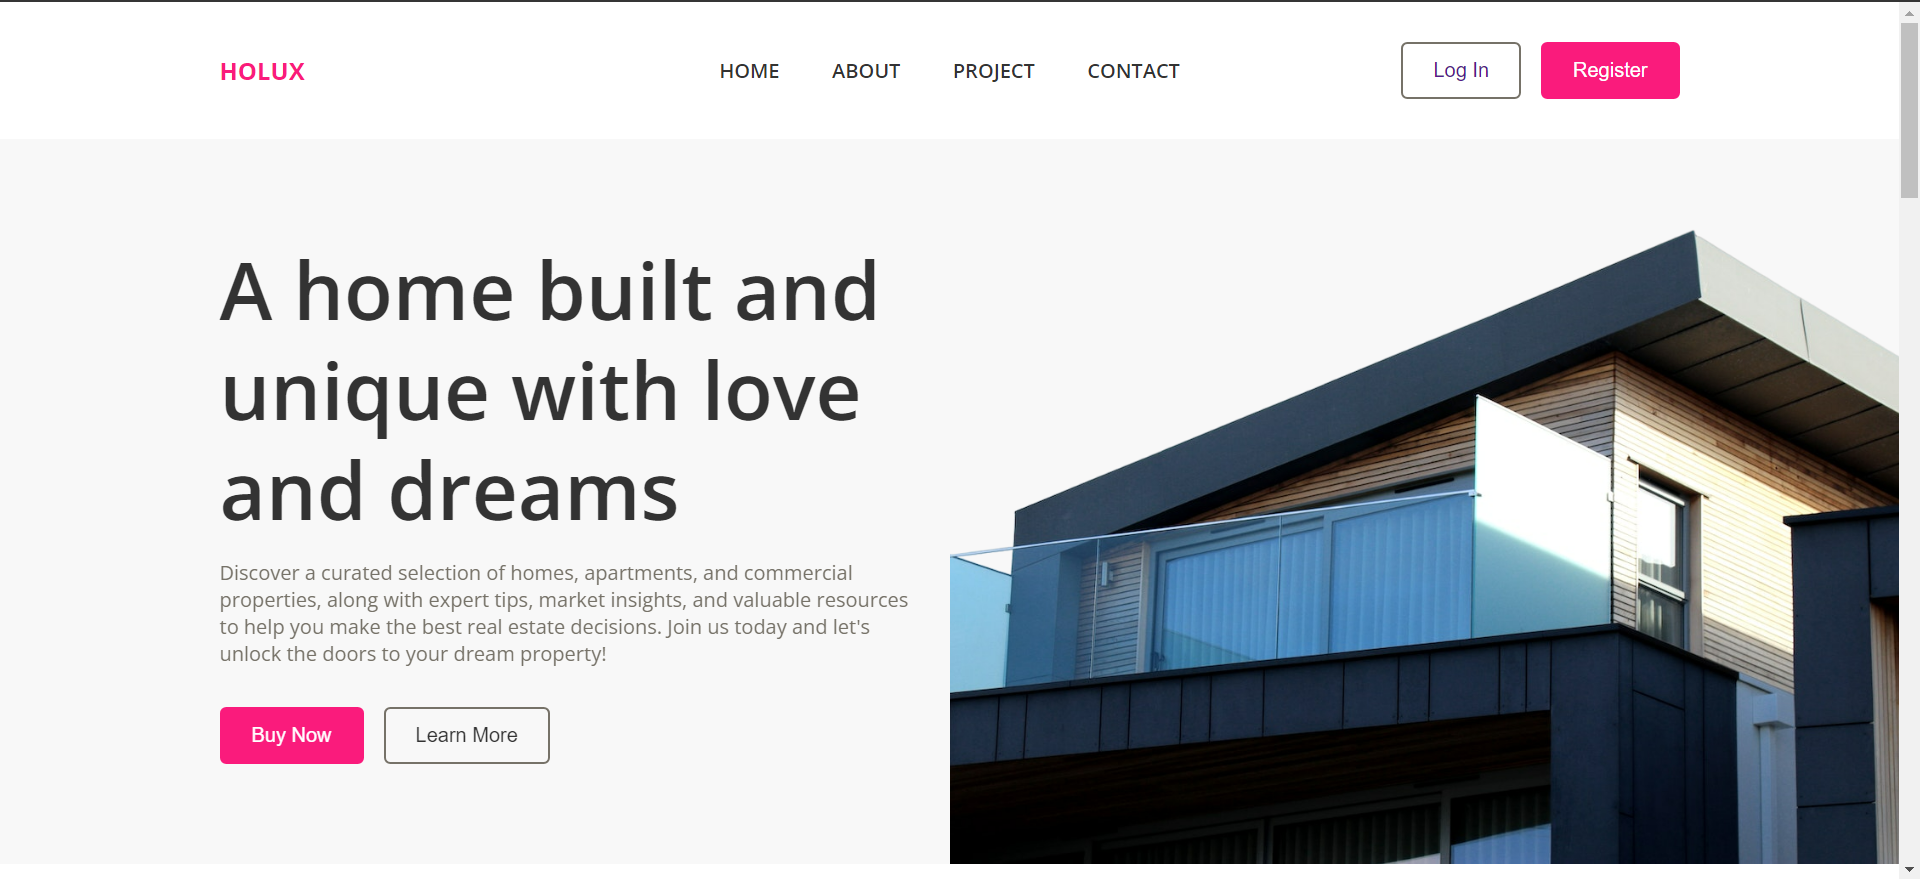 HOLUX
HOME ABOUT PROJECT CONTACT
Log In Register
A home built and
unique with love
and dreams
Discover a curated selection of homes, apartments, and commercial
properties, along with expert tips, market insights, and valuable resources
to help you make the best real estate decisions. Join us today and let's
unlock the doors to your dream property!
Buy Now Learn More